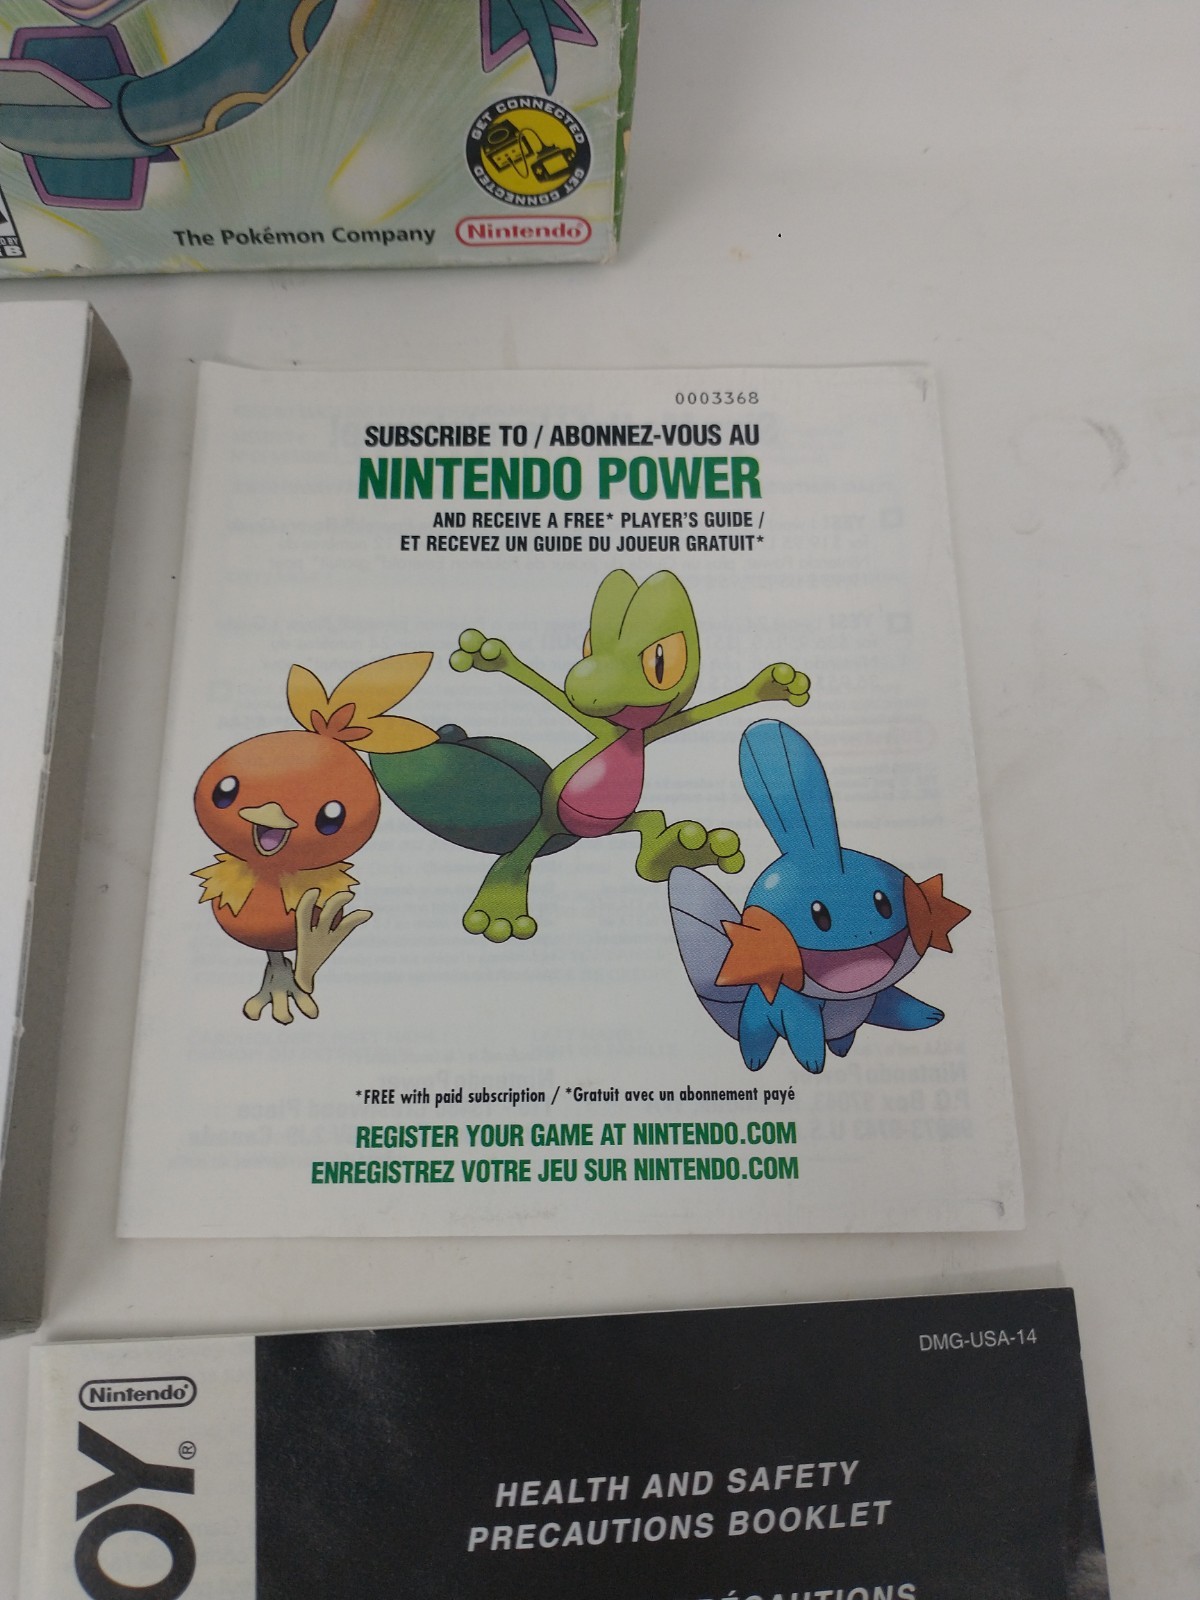 GET CONNECTED
GET CONNECTED
The Pokémon Company
Nintendo®
0003368
SUBSCRIBE TO / ABONNEZ-VOUS AU
NINTENDO POWER
AND RECEIVE A FREE* PLAYER'S GUIDE /
ET RECEVEZ UN GUIDE DU JOUEUR GRATUIT*
*FREE with paid subscription / *Gratuit avec un abonnement payé
REGISTER YOUR GAME AT NINTENDO.COM
ENREGISTREZ VOTRE JEU SUR NINTENDO.COM
DMG-USA-14
Nintendo®
OY®
HEALTH AND SAFETY
PRECAUTIONS BOOKLET
PRÉCAUTIONS